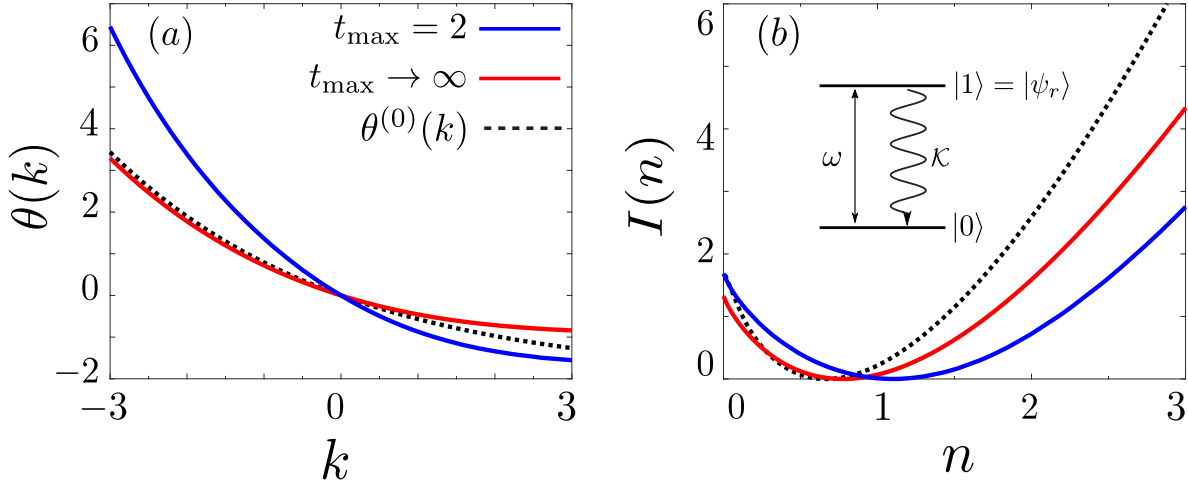 (a)
t_max = 2
t_max → ∞
θ^(0)(k)
θ(k)
6
4
2
0
−2
−3
0
3
k
(b)
|1⟩ = |ψ_r⟩
ω
𝒦
|0⟩
I(n)
6
4
2
0
0
1
2
3
n